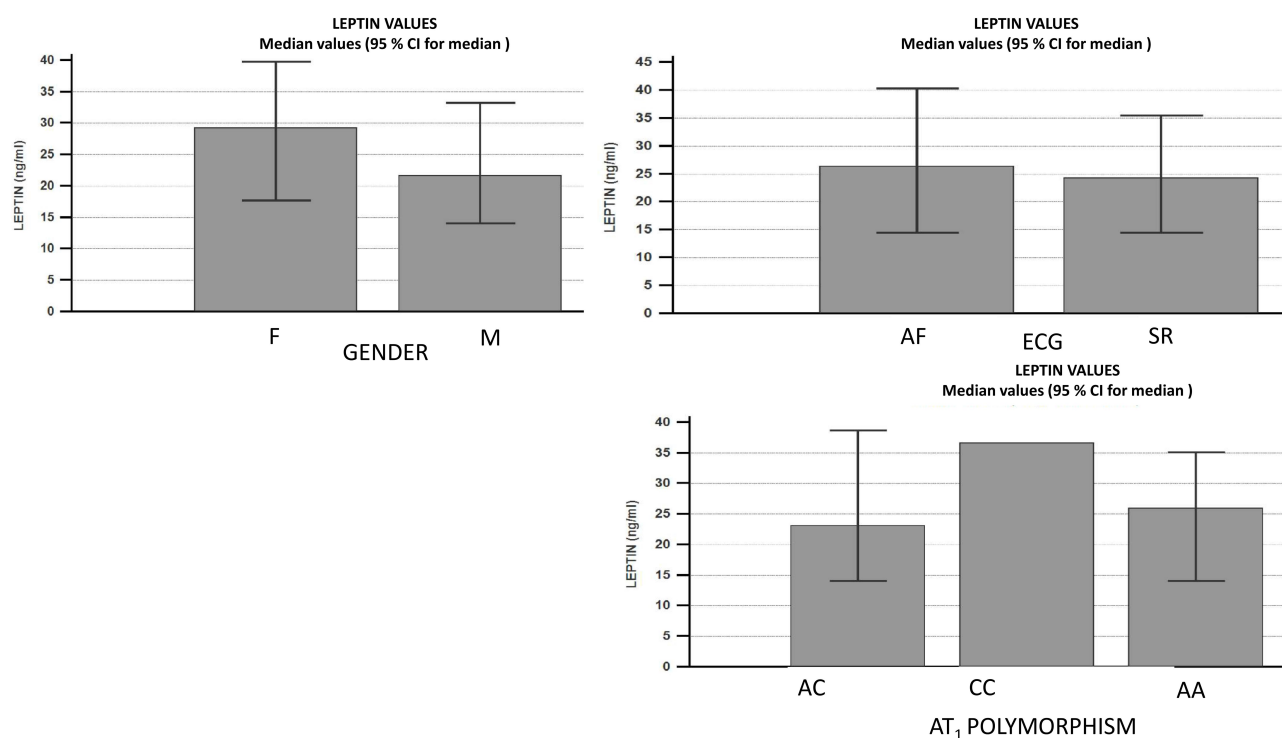 LEPTIN VALUES
Median values (95 % CI for median )
40
35
30
25
20
15
10
5
0
LEPTIN (ng/ml)
F
M
GENDER
LEPTIN VALUES
Median values (95 % CI for median )
45
40
35
30
25
20
15
10
5
0
LEPTIN (ng/ml)
AF
SR
ECG
LEPTIN VALUES
Median values (95 % CI for median )
40
35
30
25
20
15
10
5
0
LEPTIN (ng/ml)
AC
CC
AA
AT₁ POLYMORPHISM